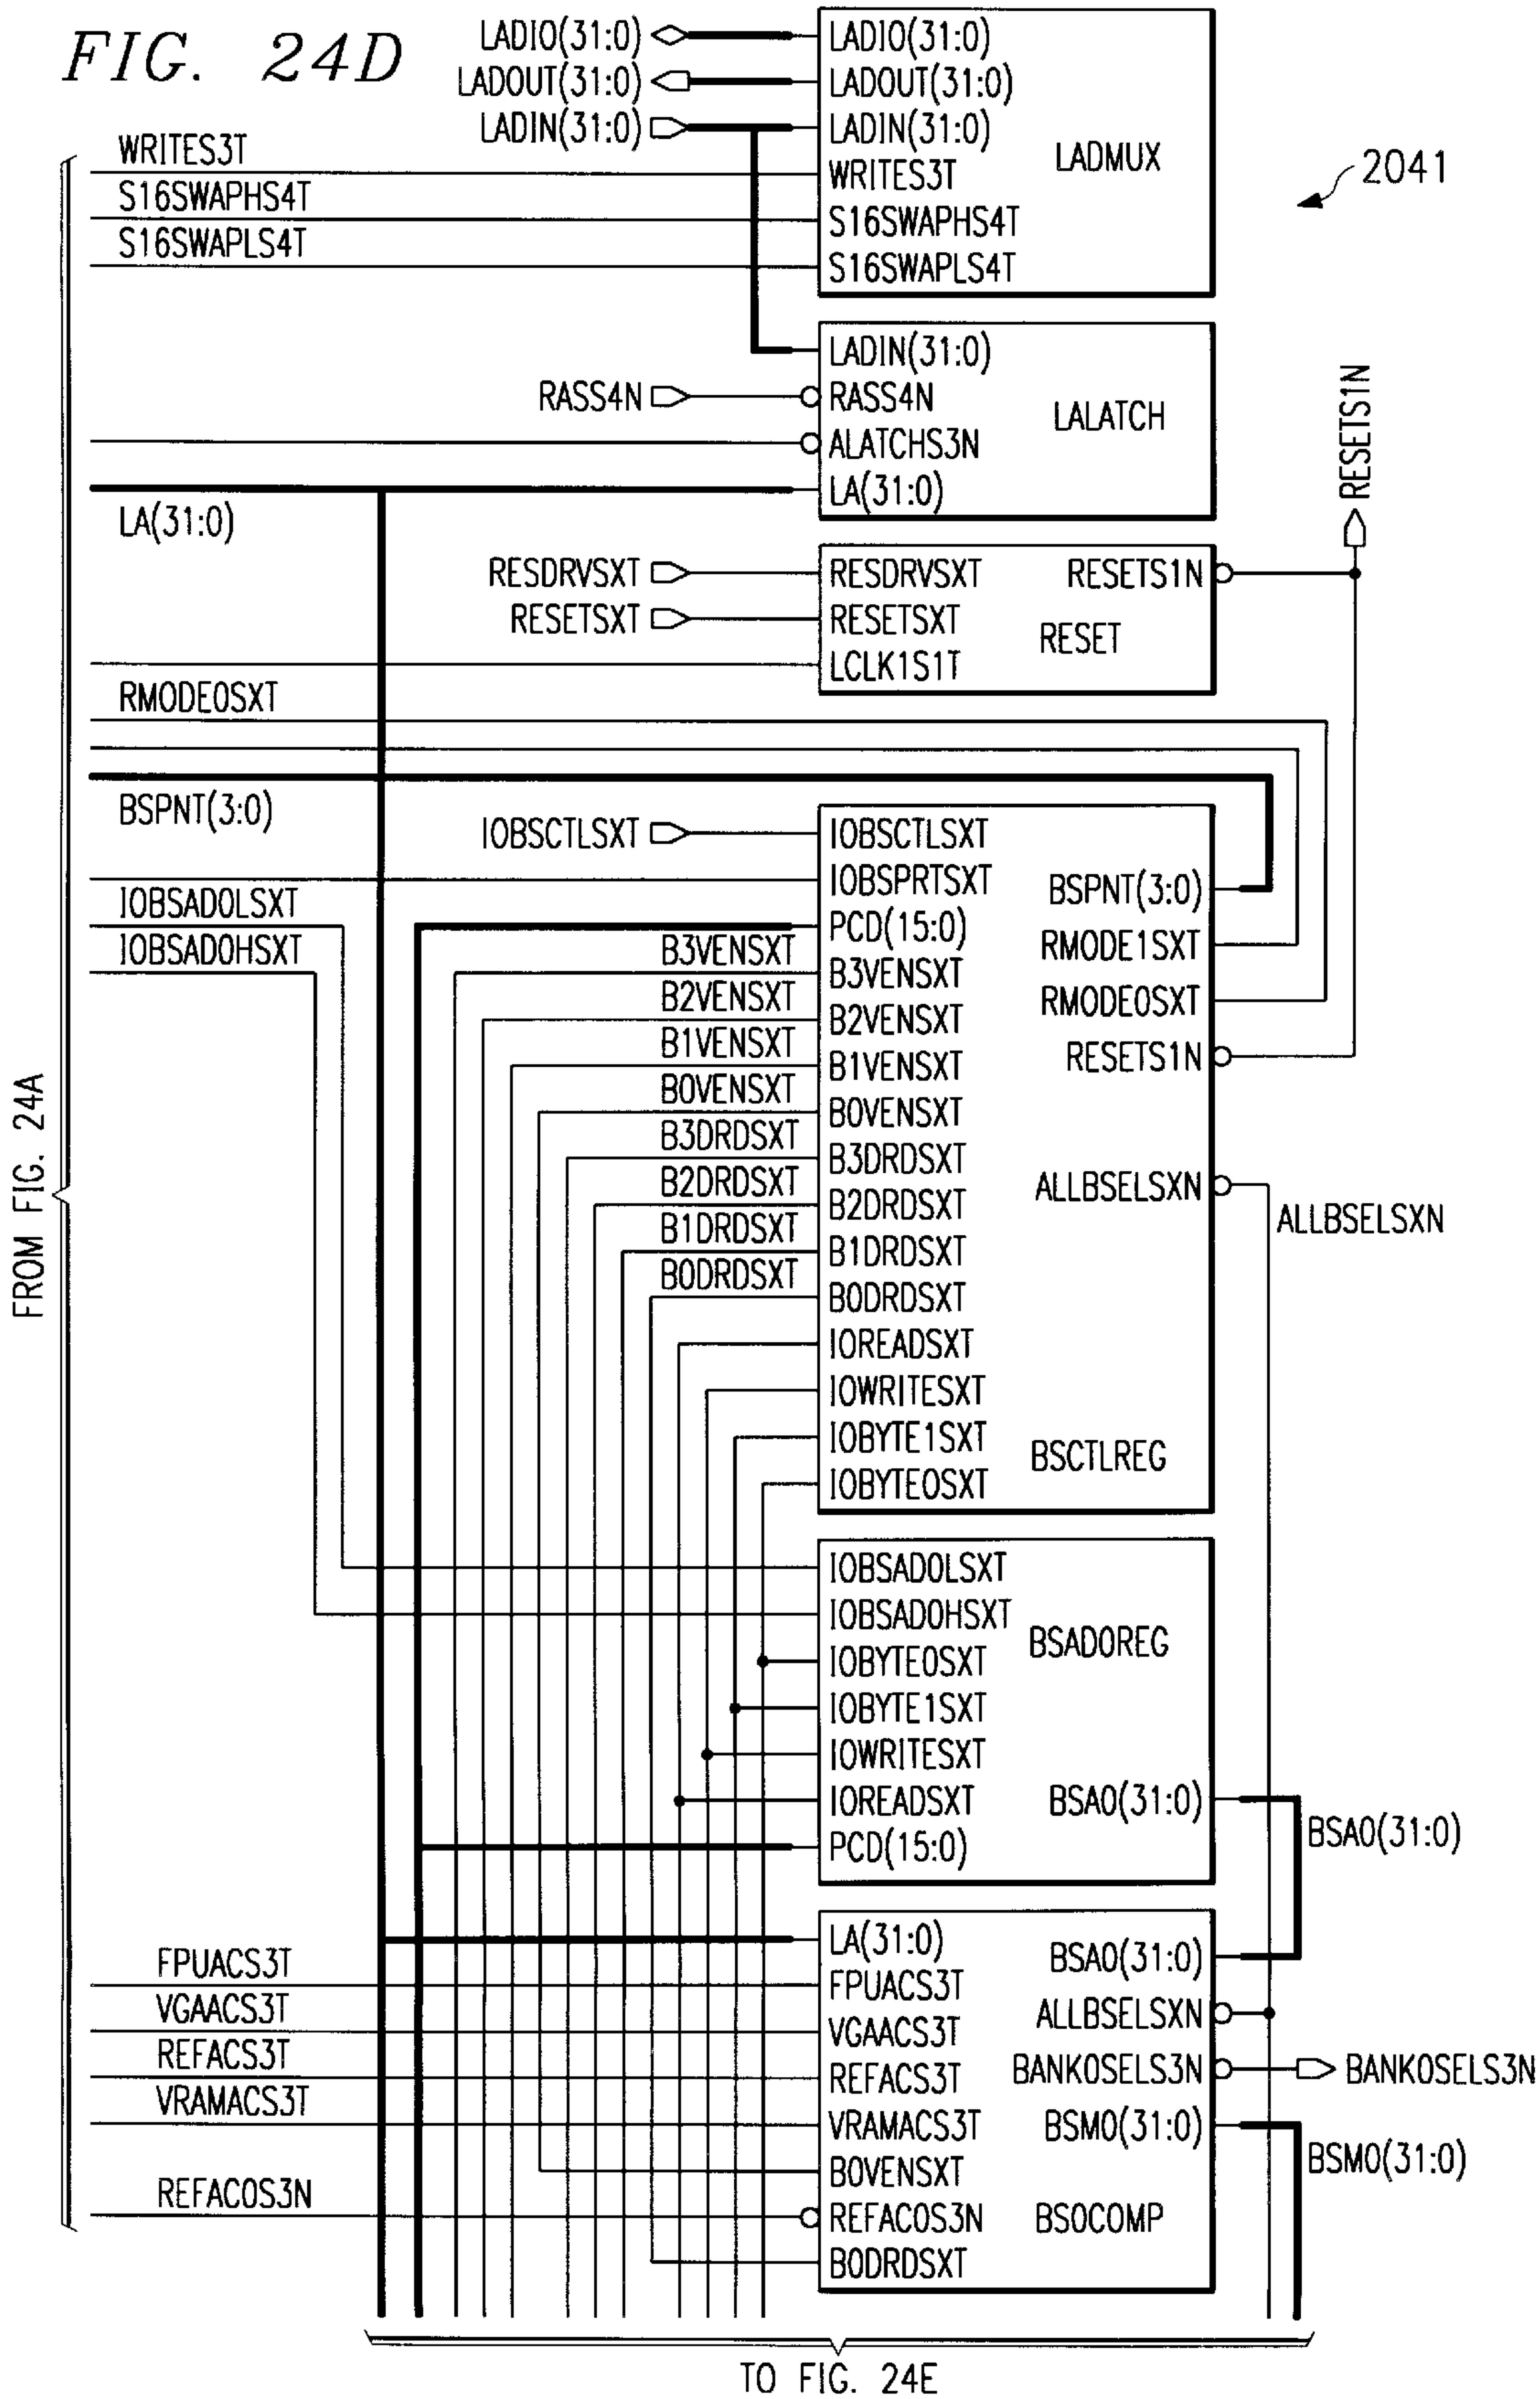 FIG. 24D
LADIO(31:0)
LADOUT(31:0)
LADIN(31:0)
LADIO(31:0)
LADOUT(31:0)
LADIN(31:0)
WRITES3T
S16SWAPHS4T
S16SWAPLS4T
LADMUX
2041
WRITES3T
S16SWAPHS4T
S16SWAPLS4T
LADIN(31:0)
RASS4N
RASS4N
ALATCHS3N
LA(31:0)
LALATCH
LA(31:0)
RESETS1N
RESDRVSXT
RESETSXT
RESDRVSXT
RESETSXT
LCLK1S1T
RESETS1N
RESET
RMODE0SXT
BSPNT(3:0)
IOBSCTLSXT
IOBSAD0LSXT
IOBSAD0HSXT
IOBSCTLSXT
IOBSPRTSXT
PCD(15:0)
B3VENSXT
B2VENSXT
B1VENSXT
B0VENSXT
B3DRDSXT
B2DRDSXT
B1DRDSXT
B0DRDSXT
IOREADSXT
IOWRITESXT
IOBYTE1SXT
IOBYTE0SXT
B3VENSXT
B2VENSXT
B1VENSXT
B0VENSXT
B3DRDSXT
B2DRDSXT
B1DRDSXT
B0DRDSXT
BSPNT(3:0)
RMODE1SXT
RMODE0SXT
RESETS1N
ALLBSELSXN
BSCTLREG
ALLBSELSXN
FROM FIG. 24A
IOBSAD0LSXT
IOBSAD0HSXT
IOBYTE0SXT
IOBYTE1SXT
IOWRITESXT
IOREADSXT
PCD(15:0)
BSAD0REG
BSA0(31:0)
BSA0(31:0)
FPUACS3T
VGAACS3T
REFACS3T
VRAMACS3T
REFAC0S3N
LA(31:0)
FPUACS3T
VGAACS3T
REFACS3T
VRAMACS3T
B0VENSXT
REFAC0S3N
B0DRDSXT
BSA0(31:0)
ALLBSELSXN
BANK0SELS3N
BSM0(31:0)
BS0COMP
BANK0SELS3N
BSM0(31:0)
TO FIG. 24E